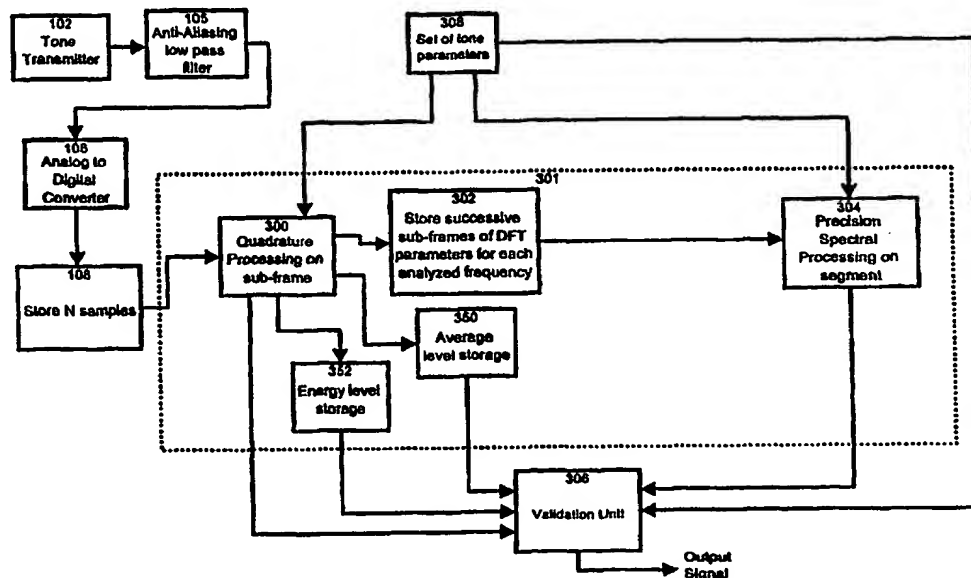 102
Tone
Transmitter
105
Anti-Aliasing
low pass
filter
308
Set of tone
parameters
108
Analog to
Digital
Converter
108
Store N samples
301
300
Quadrature
Processing on
sub-frame
302
Store successive
sub-frames of DFT
parameters for each
analyzed frequency
304
Precision
Spectral
Processing on
segment
350
Average
level storage
352
Energy level
storage
306
Validation Unit
Output
Signal